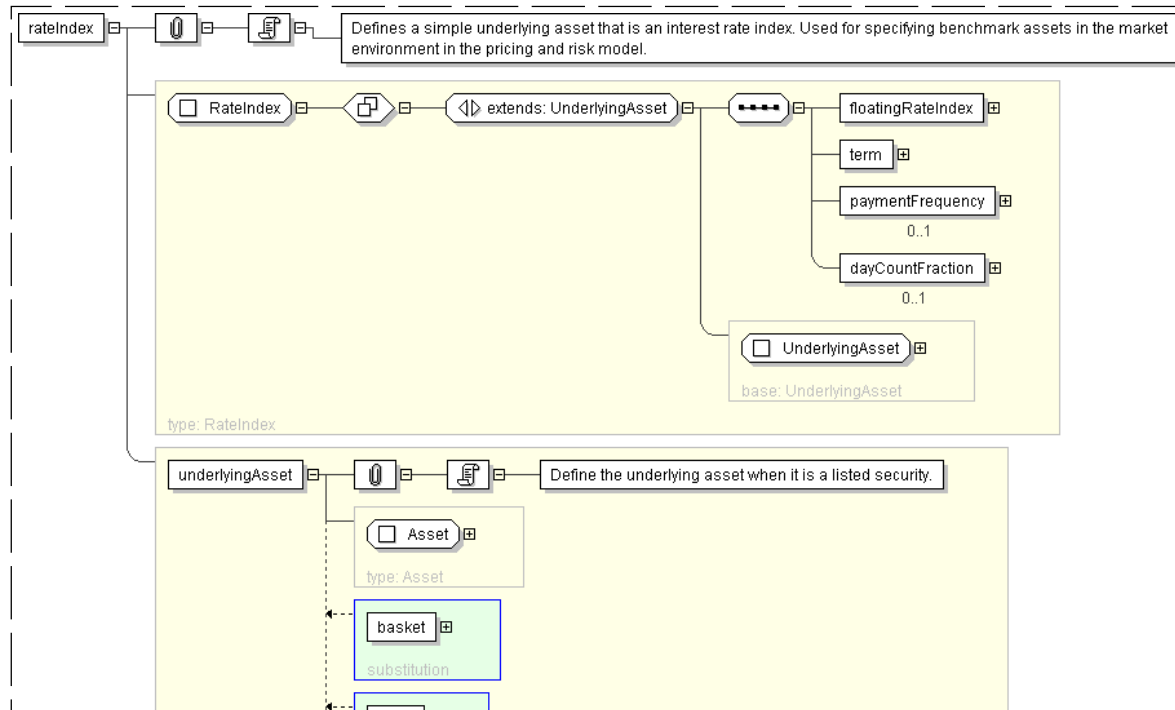 rateIndex
Defines a simple underlying asset that is an interest rate index. Used for specifying benchmark assets in the market
environment in the pricing and risk model.
RateIndex
extends: UnderlyingAsset
floatingRateIndex
term
paymentFrequency
0..1
dayCountFraction
0..1
UnderlyingAsset
base: UnderlyingAsset
type: RateIndex
underlyingAsset
Define the underlying asset when it is a listed security.
Asset
type: Asset
basket
substitution